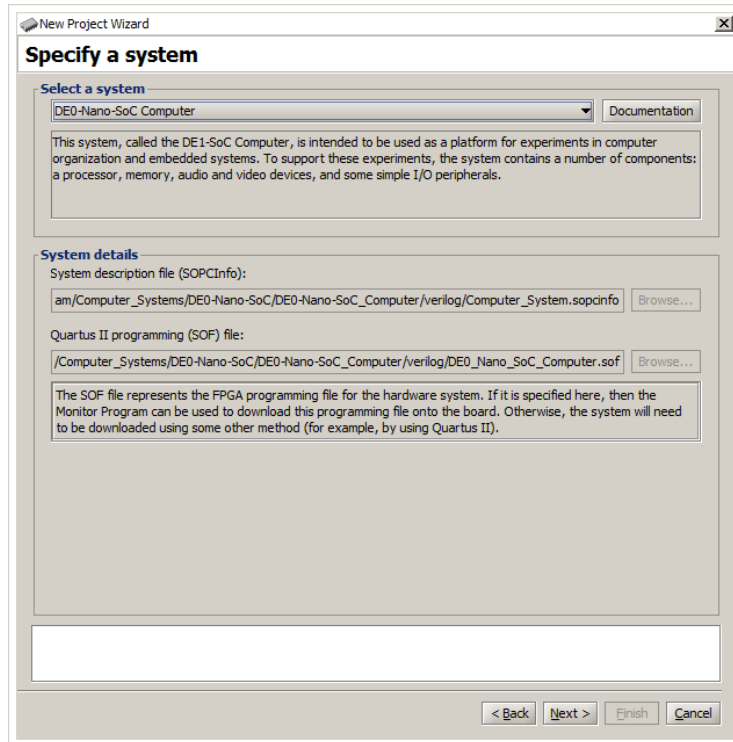 New Project Wizard
Specify a system
Select a system
DE0-Nano-SoC Computer
Documentation
This system, called the DE1-SoC Computer, is intended to be used as a platform for experiments in computer
organization and embedded systems. To support these experiments, the system contains a number of components:
a processor, memory, audio and video devices, and some simple I/O peripherals.
System details
System description file (SOPCInfo):
am/Computer_Systems/DE0-Nano-SoC/DE0-Nano-SoC_Computer/verilog/Computer_System.sopcinfo
Browse...
Quartus II programming (SOF) file:
/Computer_Systems/DE0-Nano-SoC/DE0-Nano-SoC_Computer/verilog/DE0_Nano_SoC_Computer.sof
Browse...
The SOF file represents the FPGA programming file for the hardware system. If it is specified here, then the
Monitor Program can be used to download this programming file onto the board. Otherwise, the system will need
to be downloaded using some other method (for example, by using Quartus II).
< Back
Next >
Finish
Cancel